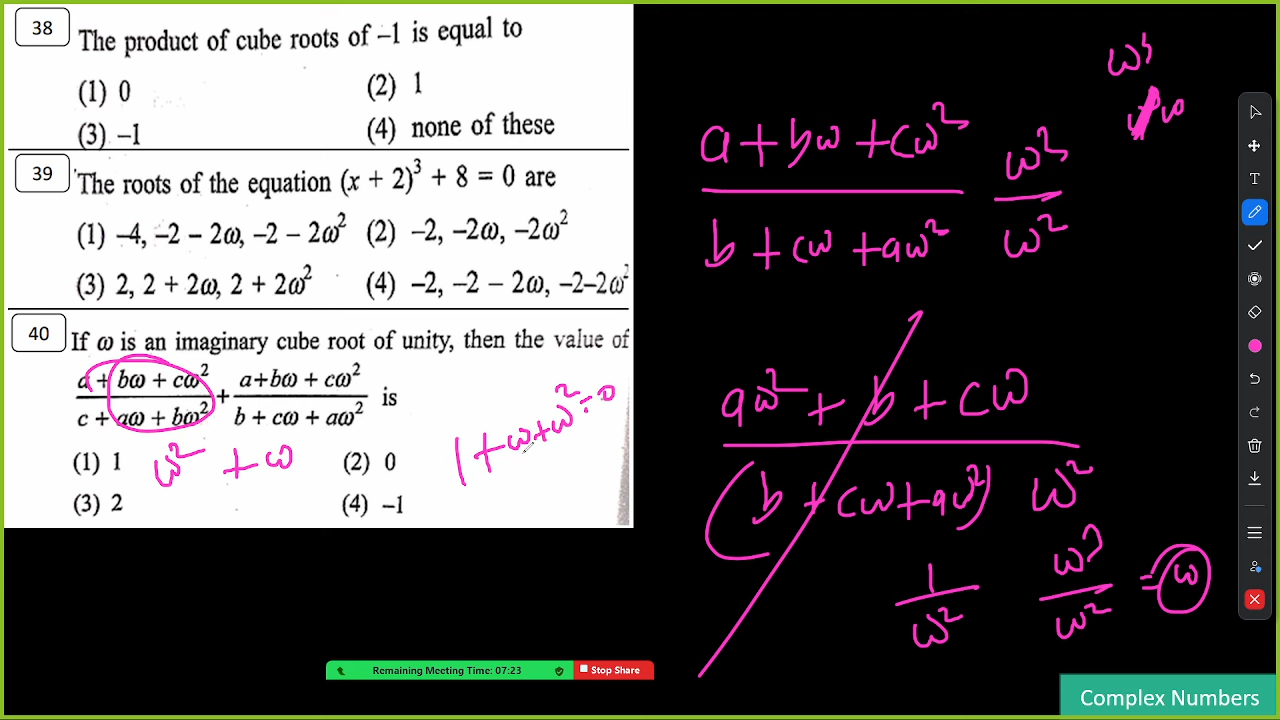 38
The product of cube roots of –1 is equal to
(1) 0 (2) 1
(3) –1 (4) none of these
39
The roots of the equation (x + 2)³ + 8 = 0 are
(1) –4, –2 – 2ω, –2 – 2ω² (2) –2, –2ω, –2ω²
(3) 2, 2 + 2ω, 2 + 2ω² (4) –2, –2 – 2ω, –2–2ω²
40
If ω is an imaginary cube root of unity, then the value of
a + bω + cω² / c + aω + bω² + a+bω + cω² / b + cω + aω² is
(1) 1 (2) 0
(3) 2 (4) –1
ω² + ω
1 + ω + ω² = 0
ω³
a + bω + cω² ω²
b + cω + aω² ω²
aω² + b + cω
(b + cω + aω²) ω²
1 ω³ = ω
ω² ω²
Remaining Meeting Time: 07:23
Stop Share
T
Complex Numbers